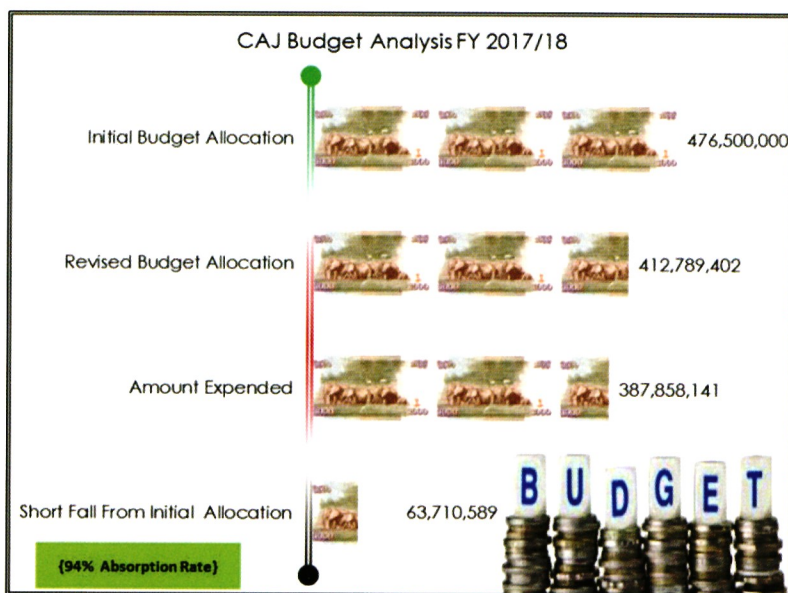 CAJ Budget Analysis FY 2017/18
Initial Budget Allocation 476,500,000
Revised Budget Allocation 412,789,402
Amount Expended 387,858,141
Short Fall From Initial Allocation 63,710,589
{94% Absorption Rate}
BUDGET